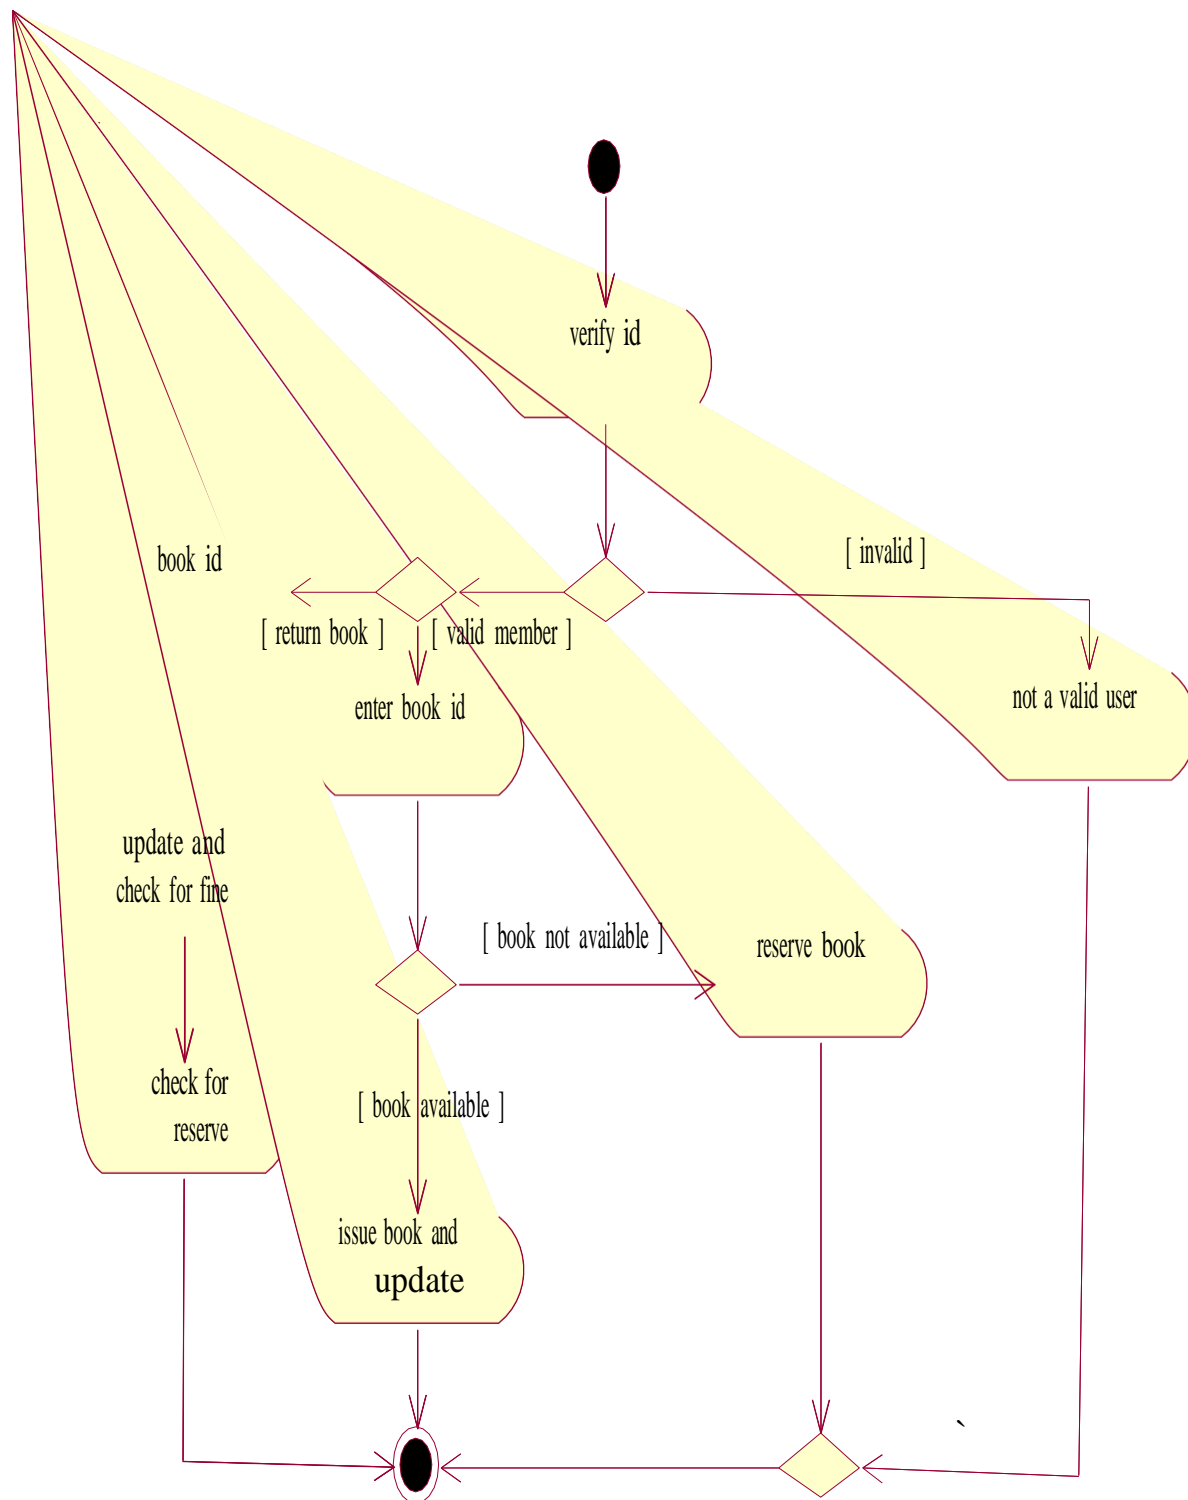 verify id
[ invalid ]
book id
[ return book ]
[ valid member ]
not a valid user
enter book id
update and
check for fine
[ book not available ]
reserve book
check for
reserve
[ book available ]
issue book and
update
`